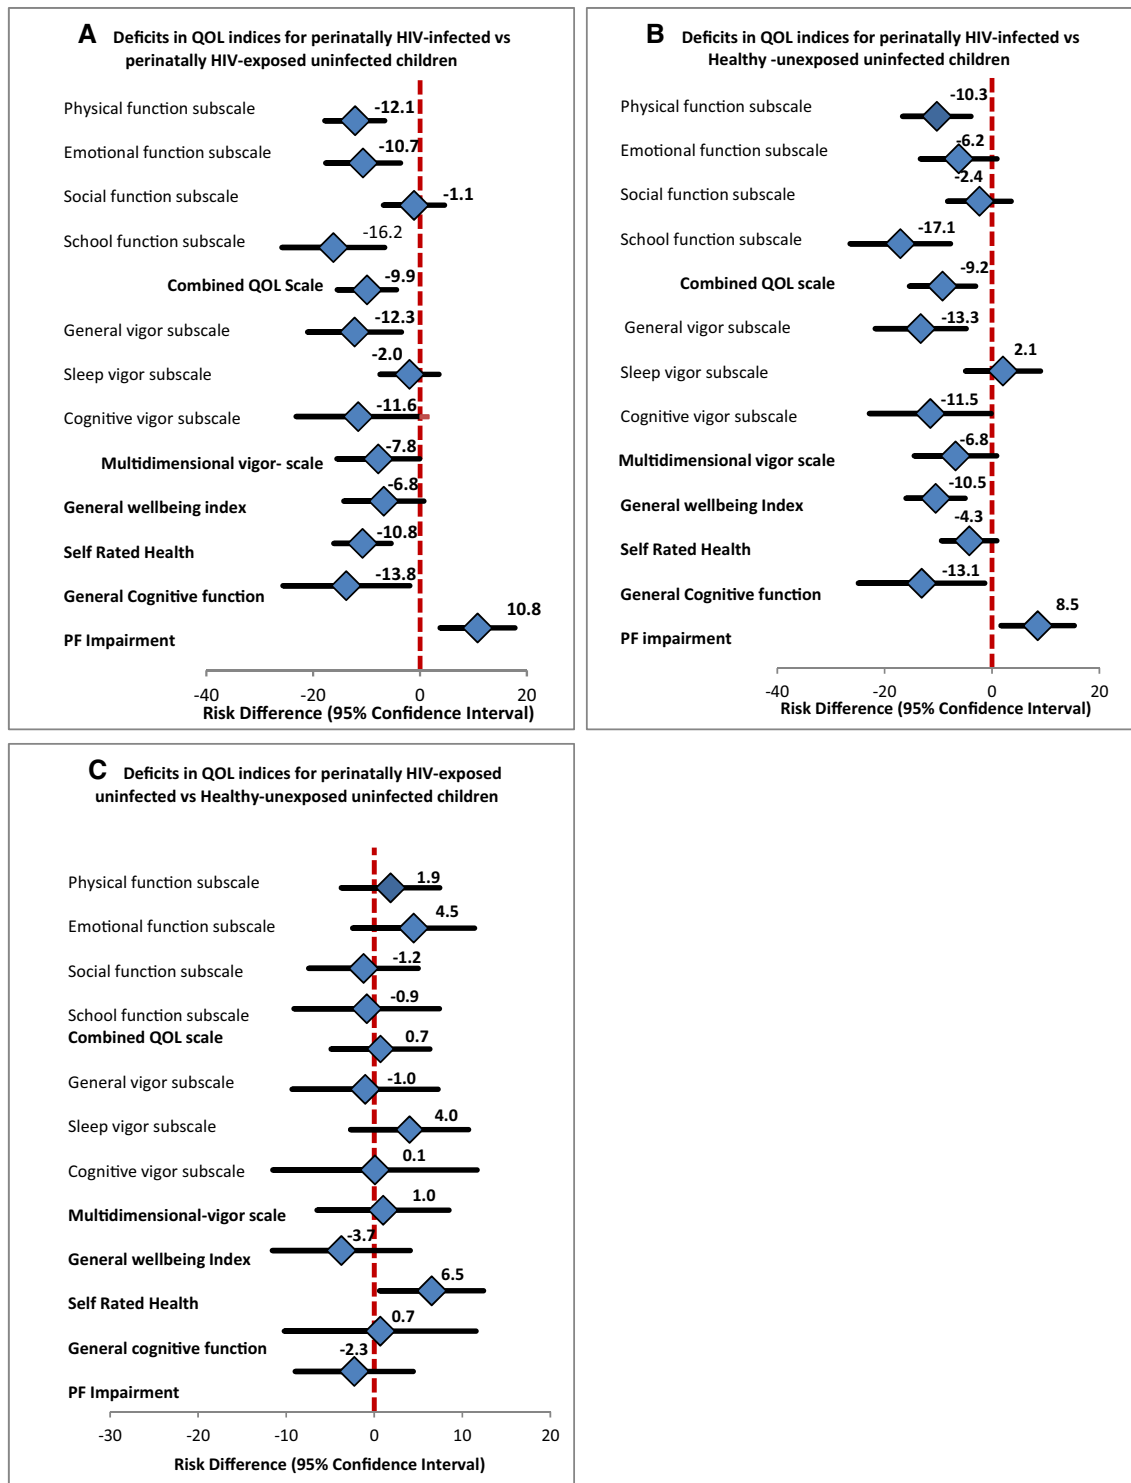 A Deficits in QOL indices for perinatally HIV-infected vs
perinatally HIV-exposed uninfected children
Physical function subscale -12.1
Emotional function subscale -10.7
Social function subscale -1.1
School function subscale -16.2
Combined QOL Scale -9.9
General vigor subscale -12.3
Sleep vigor subscale -2.0
Cognitive vigor subscale -11.6
Multidimensional vigor- scale -7.8
General wellbeing index -6.8
Self Rated Health -10.8
General Cognitive function -13.8
PF Impairment 10.8
-40 -20 0 20
Risk Difference (95% Confidence Interval)
B Deficits in QOL indices for perinatally HIV-infected vs
Healthy -unexposed uninfected children
Physical function subscale -10.3
Emotional function subscale -6.2
Social function subscale -2.4
School function subscale -17.1
Combined QOL scale -9.2
General vigor subscale -13.3
Sleep vigor subscale 2.1
Cognitive vigor subscale -11.5
Multidimensional vigor scale -6.8
General wellbeing Index -10.5
Self Rated Health -4.3
General Cognitive function -13.1
PF impairment 8.5
-40 -20 0 20
Risk Difference (95% Confidence Interval)
C Deficits in QOL indices for perinatally HIV-exposed
uninfected vs Healthy-unexposed uninfected children
Physical function subscale 1.9
Emotional function subscale 4.5
Social function subscale -1.2
School function subscale -0.9
Combined QOL scale 0.7
General vigor subscale -1.0
Sleep vigor subscale 4.0
Cognitive vigor subscale 0.1
Multidimensional-vigor scale 1.0
General wellbeing Index -3.7
Self Rated Health 6.5
General cognitive function 0.7
PF Impairment -2.3
-30 -20 -10 0 10 20
Risk Difference (95% Confidence Interval)